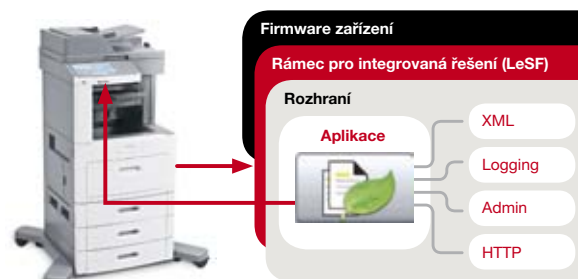 Firmware zařízení
Rámec pro integrovaná řešení (LeSF)
Rozhraní
Aplikace
XML
Logging
Admin
HTTP